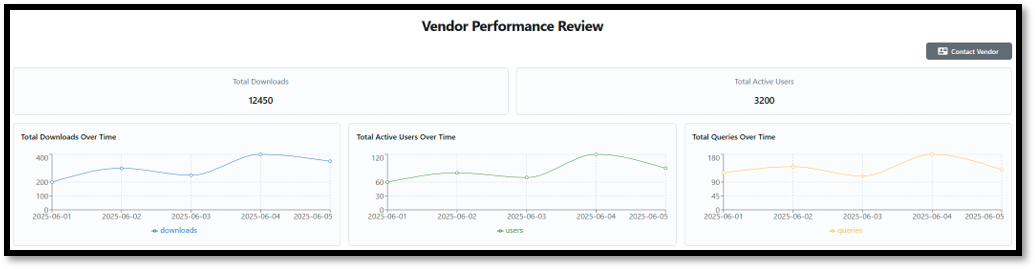 Vendor Performance Review
Contact Vendor
Total Downloads
12450
Total Active Users
3200
Total Downloads Over Time
400
200
100
0
2025-06-01 2025-06-02 2025-06-03 2025-06-04 2025-06-05
downloads
Total Active Users Over Time
120
60
30
0
2025-06-01 2025-06-02 2025-06-03 2025-06-04 2025-06-05
users
Total Queries Over Time
180
90
45
0
2025-06-01 2025-06-02 2025-06-03 2025-06-04 2025-06-05
queries